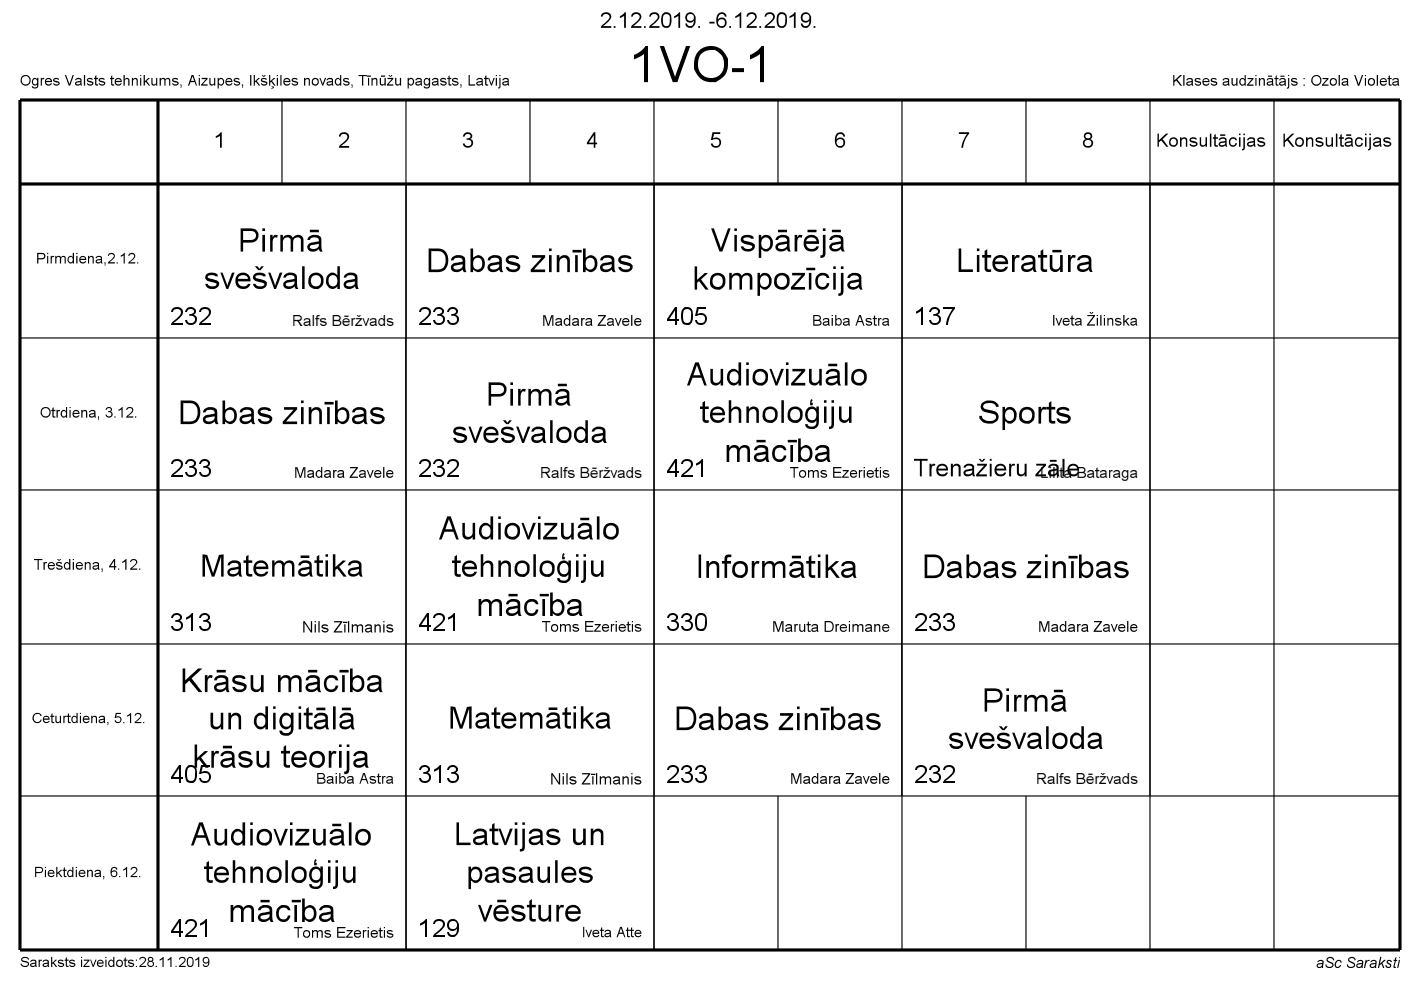 2.12.2019. -6.12.2019.
1VO-1
Ogres Valsts tehnikums, Aizupes, Ikšķiles novads, Tīnūžu pagasts, Latvija
Klases audzinātājs : Ozola Violeta
1 2 3 4 5 6 7 8 Konsultācijas Konsultācijas
Pirmdiena,2.12.
Pirmā
svešvaloda
232 Ralfs Bēržvads
Dabas zinības
233 Madara Zavele
Vispārējā
kompozīcija
405 Baiba Astra
Literatūra
137 Iveta Žilinska
Otrdiena, 3.12.
Dabas zinības
233 Madara Zavele
Pirmā
svešvaloda
232 Ralfs Bēržvads
Audiovizuālo
tehnoloģiju
mācība
421 Toms Ezerietis
Sports
Trenažieru zāle Lilita Bataraga
Trešdiena, 4.12.
Matemātika
313 Nils Zīlmanis
Audiovizuālo
tehnoloģiju
mācība
421 Toms Ezerietis
Informātika
330 Maruta Dreimane
Dabas zinības
233 Madara Zavele
Ceturtdiena, 5.12.
Krāsu mācība
un digitālā
krāsu teorija
405 Baiba Astra
Matemātika
313 Nils Zīlmanis
Dabas zinības
233 Madara Zavele
Pirmā
svešvaloda
232 Ralfs Bēržvads
Piektdiena, 6.12.
Audiovizuālo
tehnoloģiju
mācība
421 Toms Ezerietis
Latvijas un
pasaules
vēsture
129 Iveta Atte
Saraksts izveidots:28.11.2019
aSc Saraksti